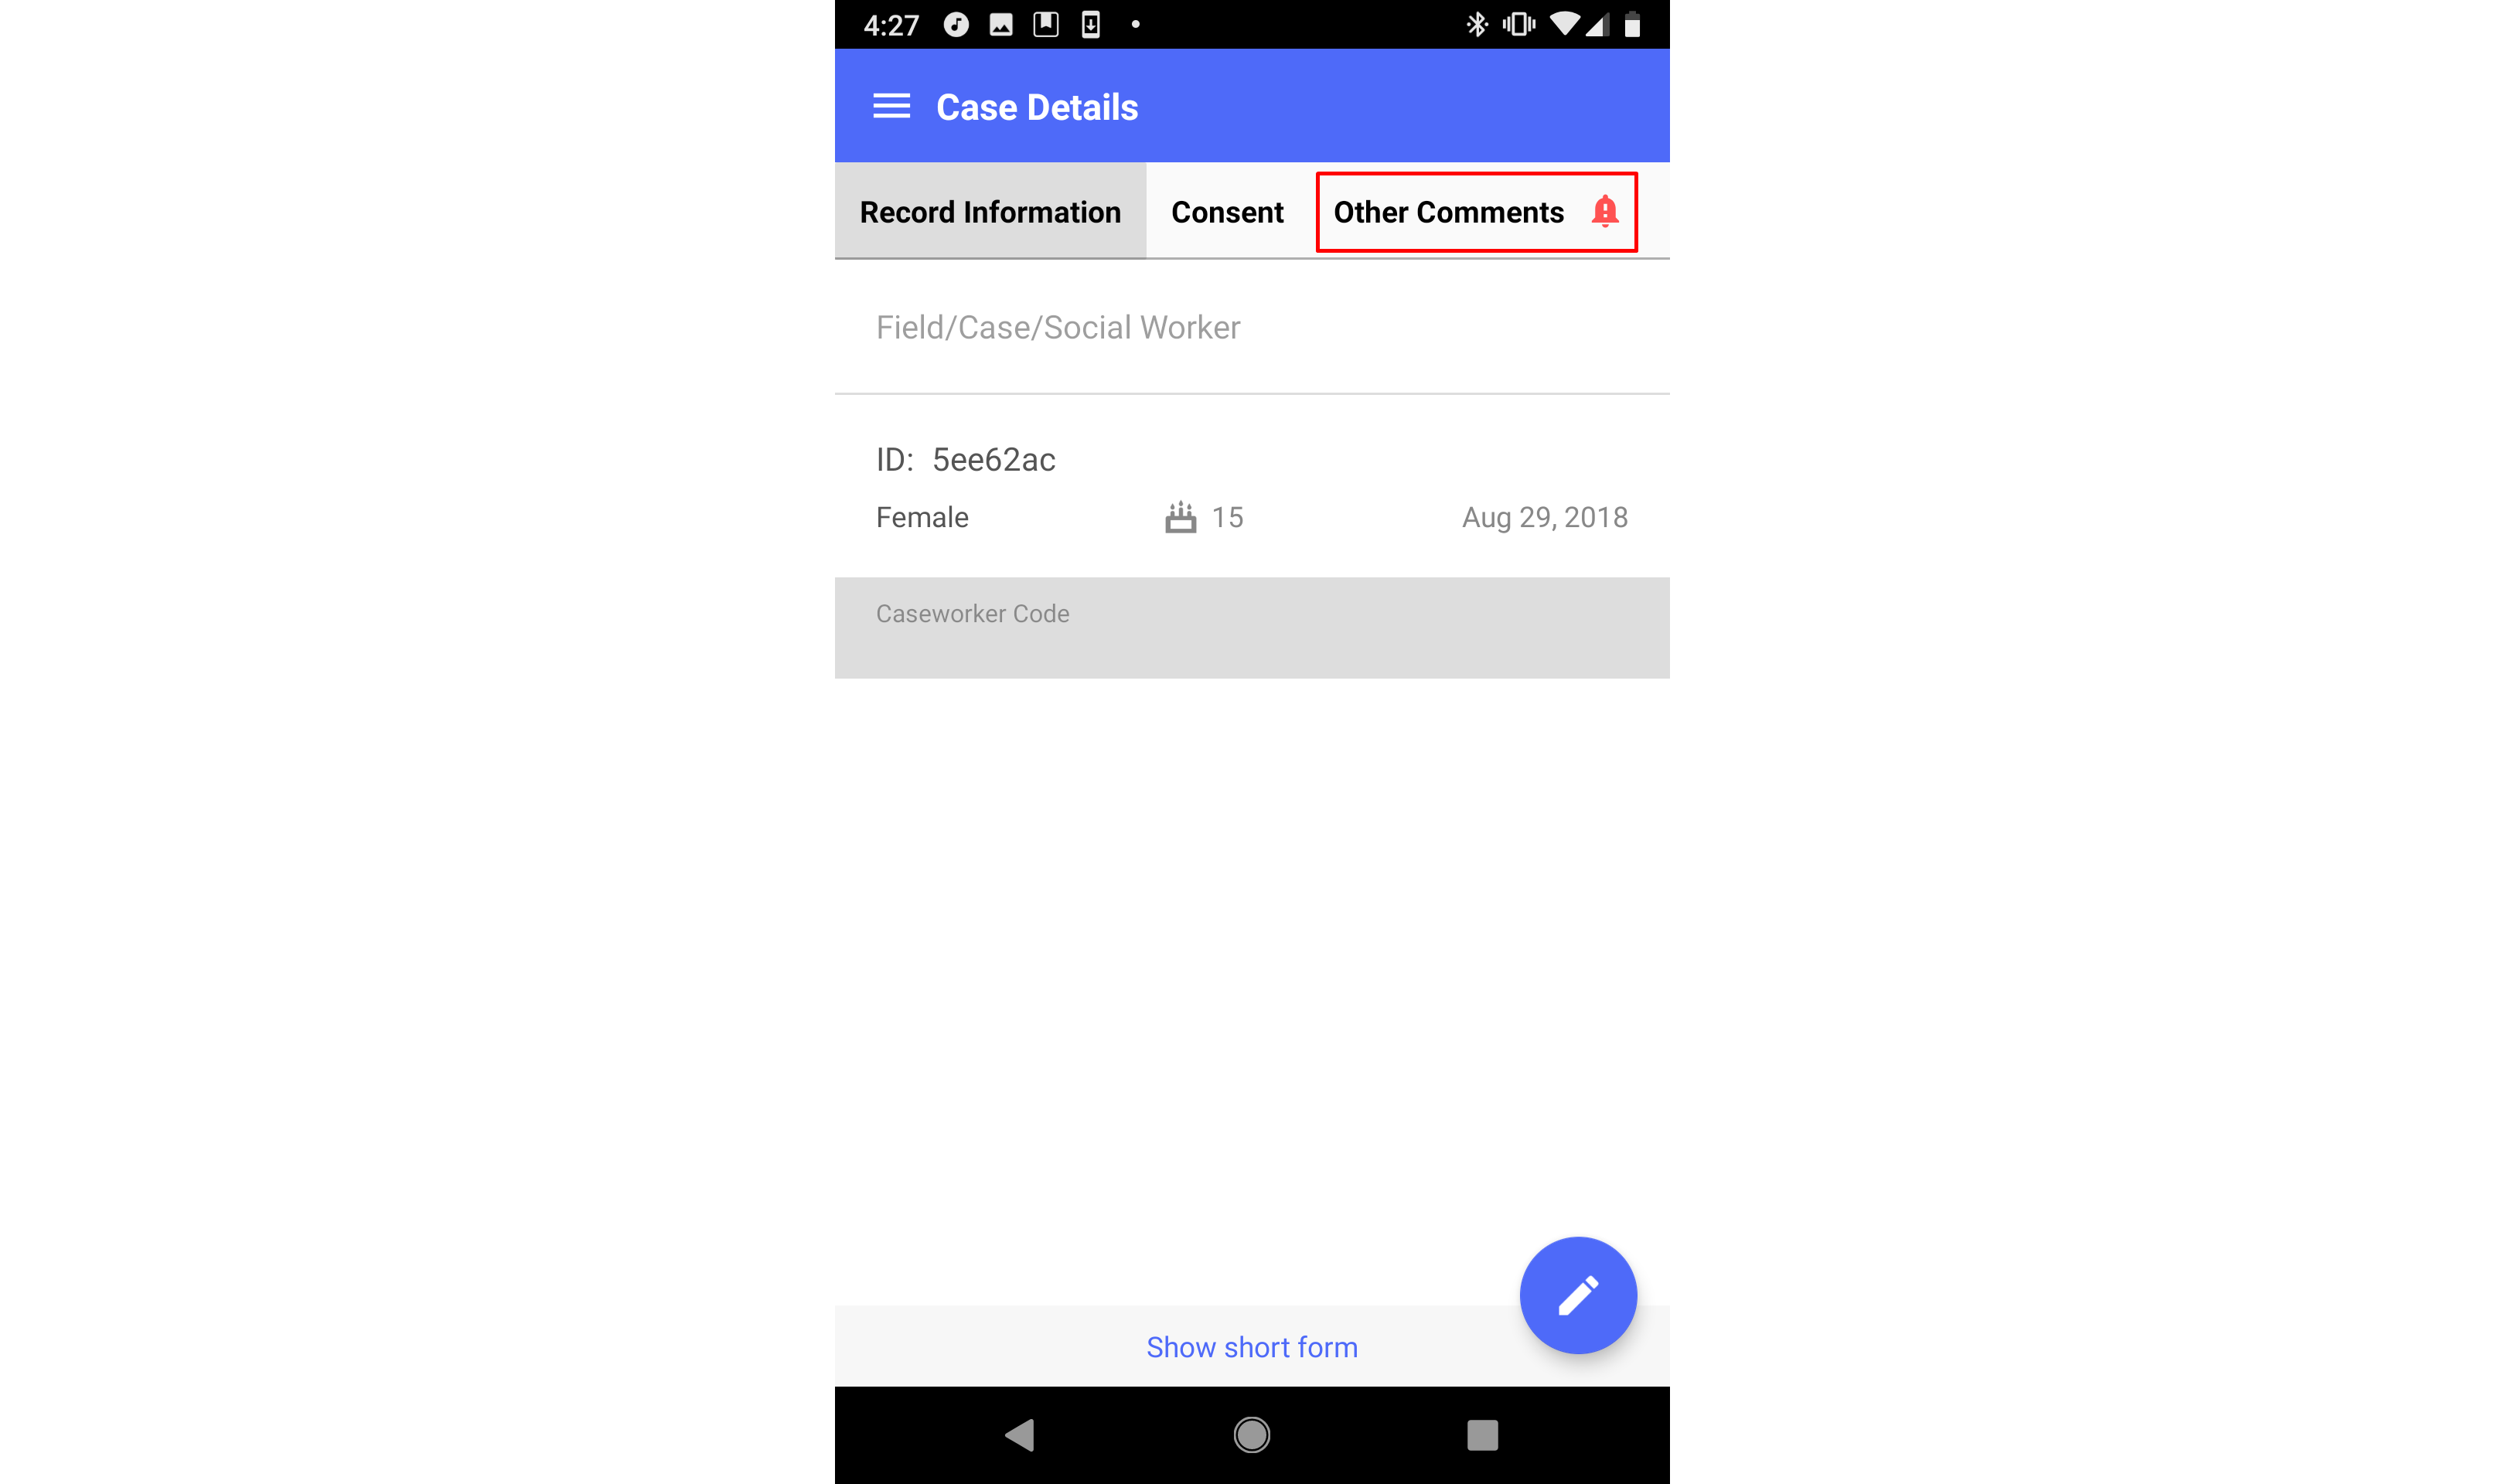 4:27
Case Details
Record Information Consent Other Comments
Field/Case/Social Worker
ID: 5ee62ac
Female 15 Aug 29, 2018
Caseworker Code
Show short form